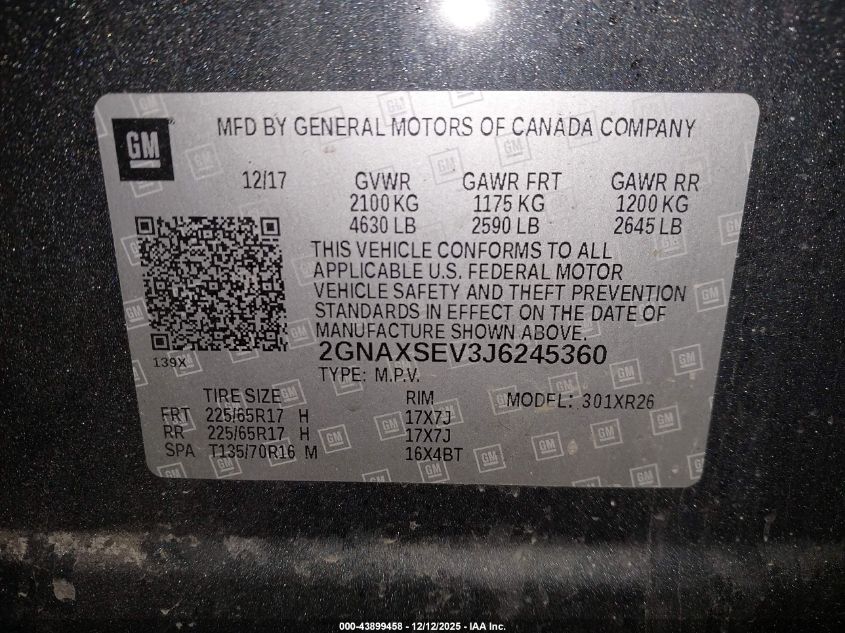 GM
MFD BY GENERAL MOTORS OF CANADA COMPANY
12/17 GVWR GAWR FRT GAWR RR
2100 KG 1175 KG 1200 KG
4630 LB 2590 LB 2645 LB
THIS VEHICLE CONFORMS TO ALL
APPLICABLE U.S. FEDERAL MOTOR
VEHICLE SAFETY AND THEFT PREVENTION
STANDARDS IN EFFECT ON THE DATE OF
MANUFACTURE SHOWN ABOVE.
139X
2GNAXSEV3J6245360
TYPE: M.P.V.
TIRE SIZE RIM MODEL: 301XR26
FRT 225/65R17 H 17X7J
RR 225/65R17 H 17X7J
SPA T135/70R16 M 16X4BT
000-43899458 - 12/12/2025 - IAA Inc.